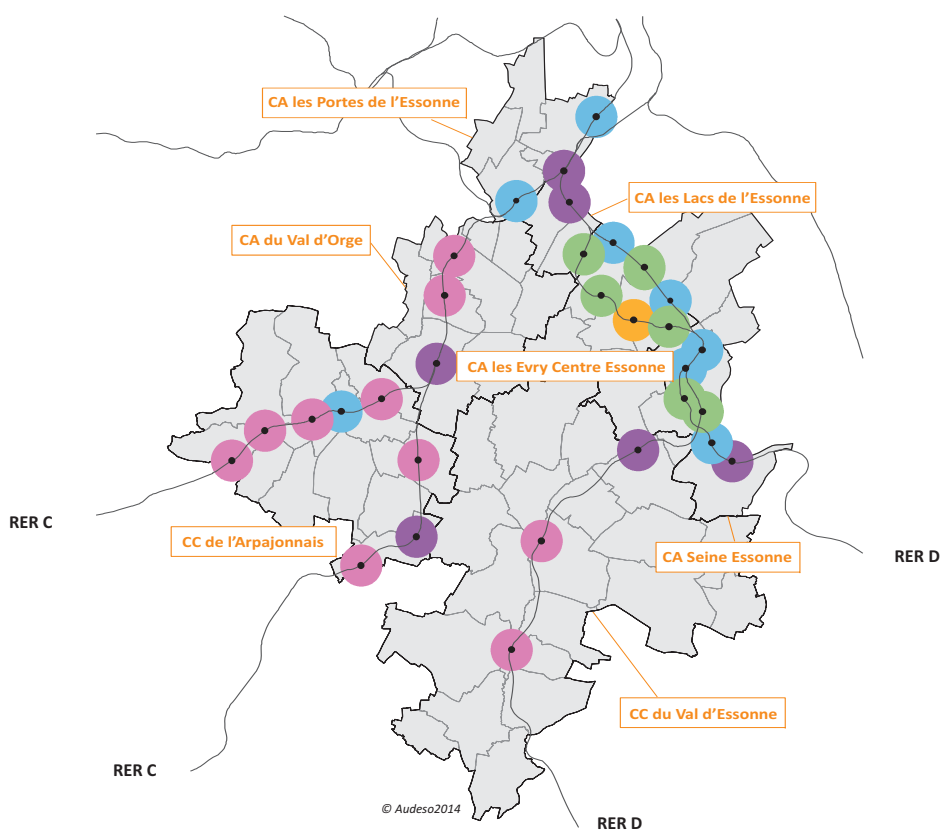 CA les Portes de l'Essonne
CA les Lacs de l'Essonne
CA du Val d'Orge
CA les Evry Centre Essonne
RER C
CC de l'Arpajonnais
CA Seine Essonne
RER D
CC du Val d'Essonne
RER C
© Audeso2014
RER D